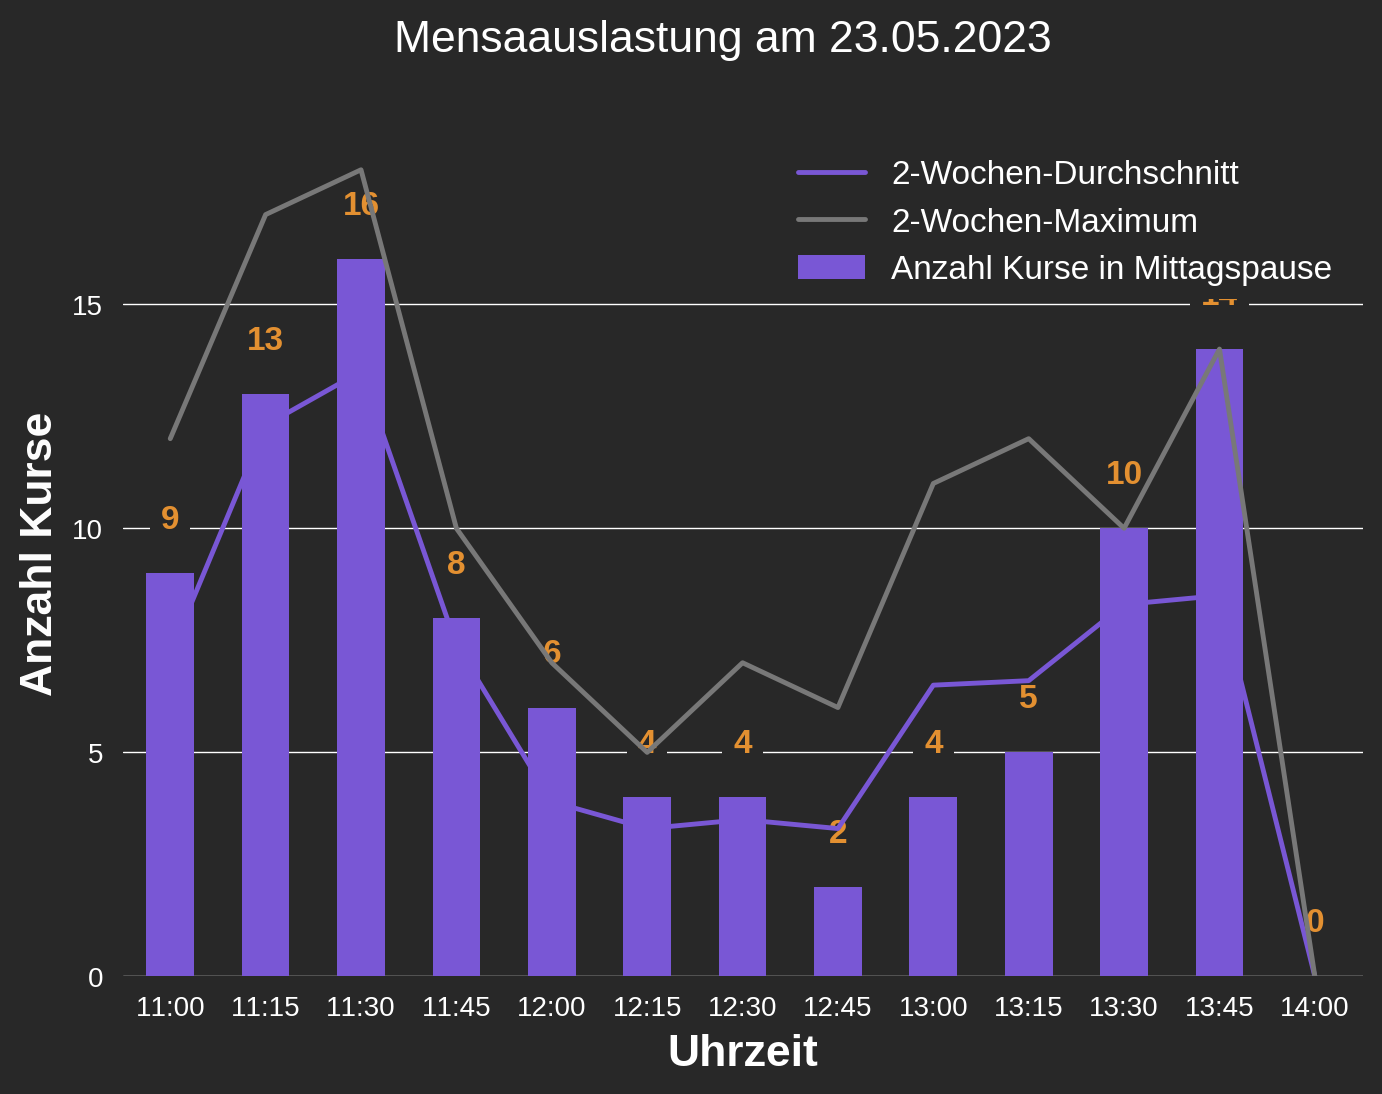 Mensaauslastung am 23.05.2023
2-Wochen-Durchschnitt
2-Wochen-Maximum
Anzahl Kurse in Mittagspause
Anzahl Kurse
15
10
5
0
9
13
16
8
6
4
4
2
4
5
10
14
0
11:00 11:15 11:30 11:45 12:00 12:15 12:30 12:45 13:00 13:15 13:30 13:45 14:00
Uhrzeit